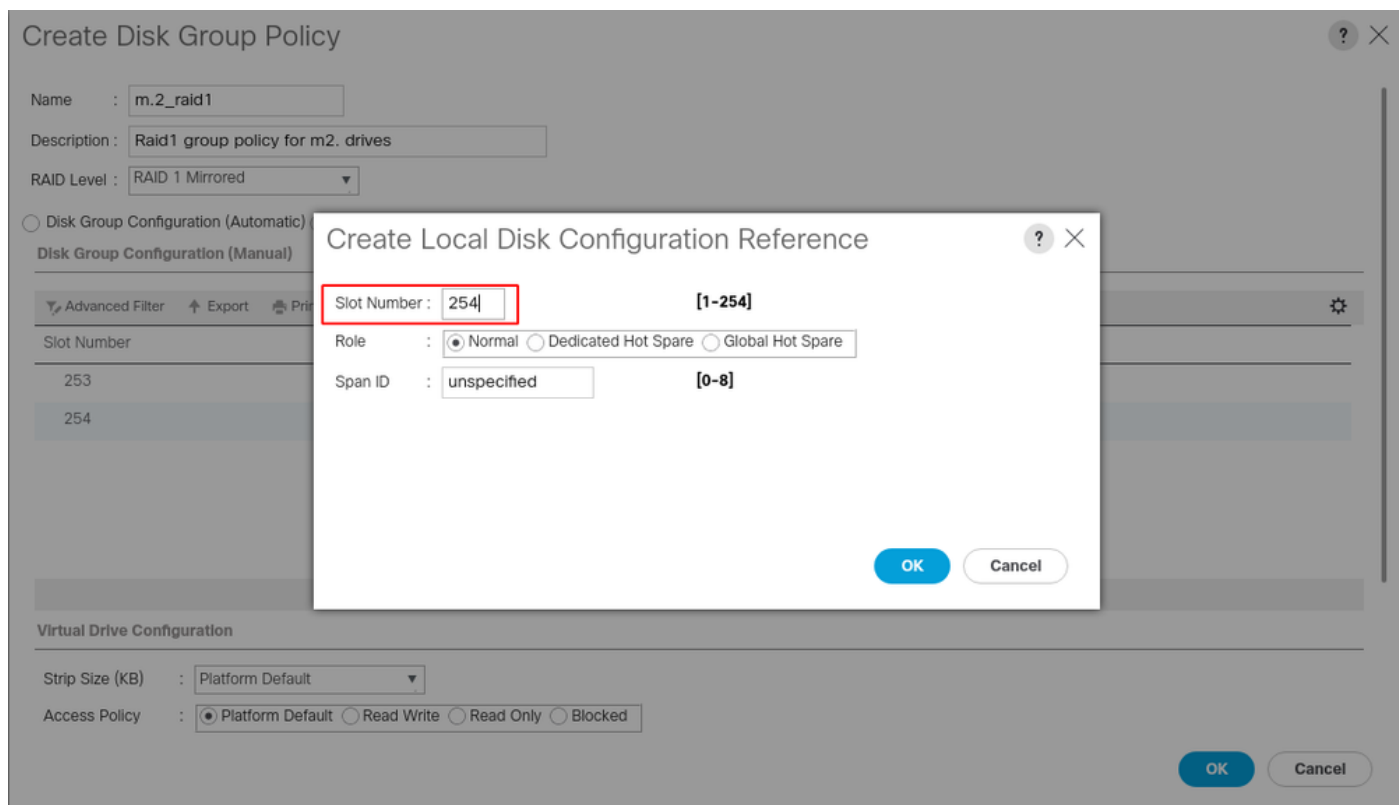 Create Disk Group Policy ?
Name : m.2_raid1
Description : Raid1 group policy for m2. drives
RAID Level : RAID 1 Mirrored
Disk Group Configuration (Automatic)
Disk Group Configuration (Manual)
Advanced Filter Export Prin
Slot Number
253
254
Create Local Disk Configuration Reference ?
Slot Number : 254 [1-254]
Role : Normal Dedicated Hot Spare Global Hot Spare
Span ID : unspecified [0-8]
OK Cancel
Virtual Drive Configuration
Strip Size (KB) : Platform Default
Access Policy : Platform Default Read Write Read Only Blocked
OK Cancel